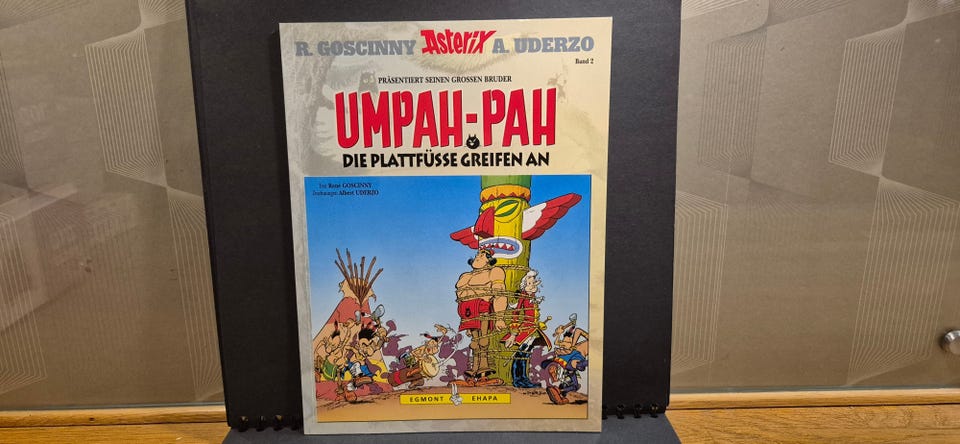 R. GOSCINNY Asterix A. UDERZO
Band 2
PRÄSENTIERT SEINEN GROSSEN BRUDER
UMPAH-PAH
DIE PLATTFÜSSE GREIFEN AN
Text: René GOSCINNY
Zeichnungen: Albert UDERZO
EGMONT EHAPA